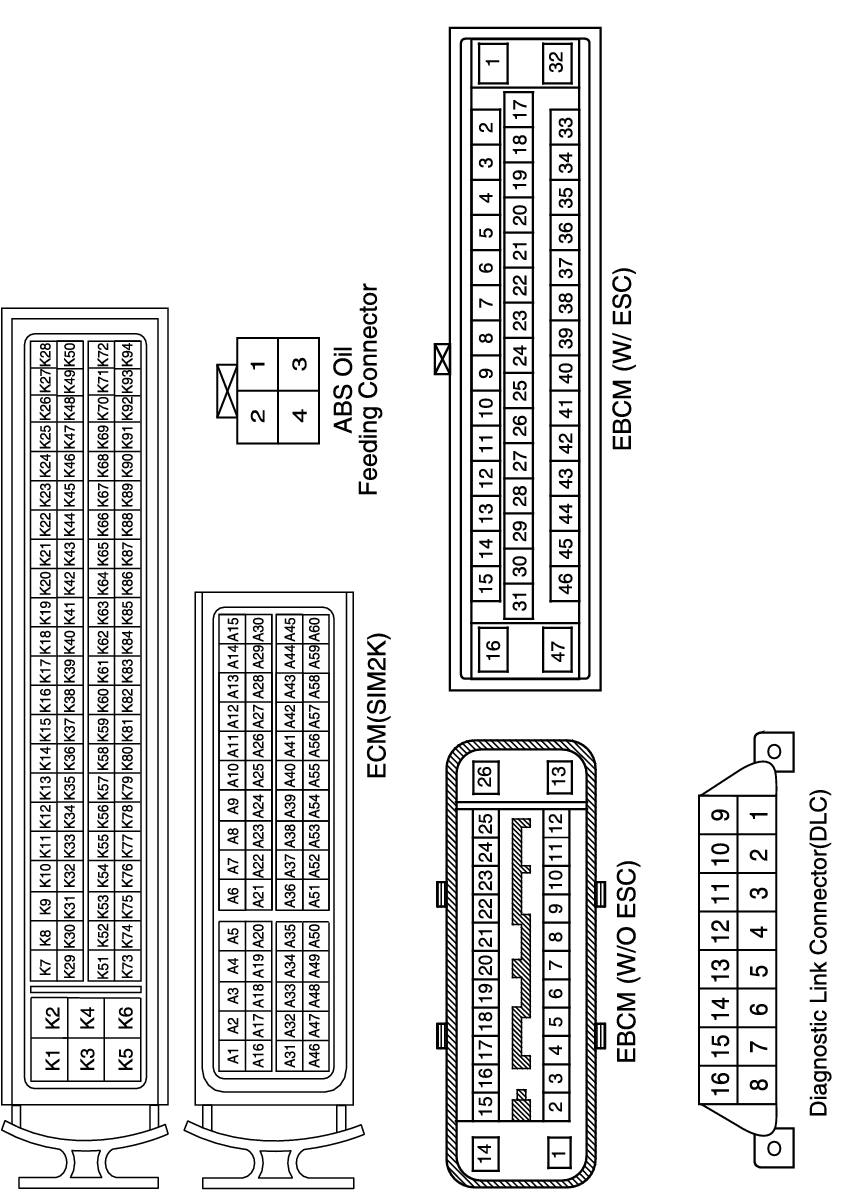 K1 K2 K7 K8 K9 K10 K11 K12 K13 K14 K15 K16 K17 K18 K19 K20 K21 K22 K23 K24 K25 K26 K27 K28
K29 K30 K31 K32 K33 K34 K35 K36 K37 K38 K39 K40 K41 K42 K43 K44 K45 K46 K47 K48 K49 K50
K3 K4 K51 K52 K53 K54 K55 K56 K57 K58 K59 K60 K61 K62 K63 K64 K65 K66 K67 K68 K69 K70 K71 K72
K5 K6 K73 K74 K75 K76 K77 K78 K79 K80 K81 K82 K83 K84 K85 K86 K87 K88 K89 K90 K91 K92 K93 K94
A1 A2 A3 A4 A5 A6 A7 A8 A9 A10 A11 A12 A13 A14 A15
A16 A17 A18 A19 A20 A21 A22 A23 A24 A25 A26 A27 A28 A29 A30
A31 A32 A33 A34 A35 A36 A37 A38 A39 A40 A41 A42 A43 A44 A45
A46 A47 A48 A49 A50 A51 A52 A53 A54 A55 A56 A57 A58 A59 A60
ECM(SIM2K)
2 1
4 3
ABS Oil
Feeding Connector
14 15 16 17 18 19 20 21 22 23 24 25 26
1 2 3 4 5 6 7 8 9 10 11 12 13
EBCM (W/O ESC)
16 15 14 13 12 11 10 9 8 7 6 5 4 3 2 1
31 30 29 28 27 26 25 24 23 22 21 20 19 18 17
47 46 45 44 43 42 41 40 39 38 37 36 35 34 33 32
EBCM (W/ ESC)
16 15 14 13 12 11 10 9
8 7 6 5 4 3 2 1
Diagnostic Link Connector(DLC)